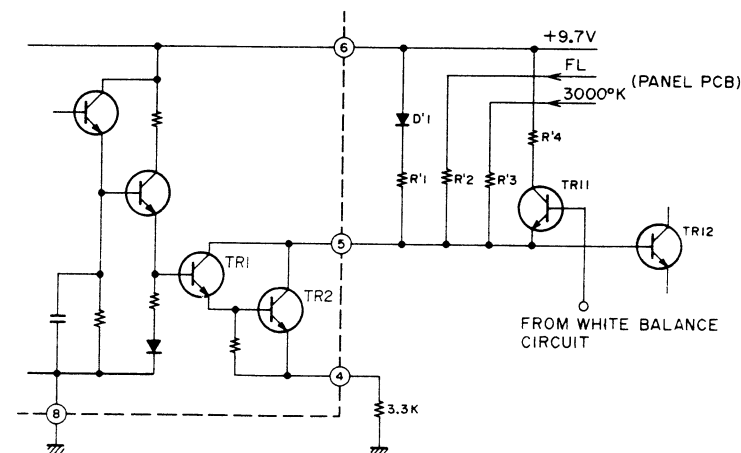 6
+9.7V
FL
(PANEL PCB)
3000°K
D'1
R'4
R'1
R'2
R'3
TR11
5
TR12
TR1
TR2
FROM WHITE BALANCE
CIRCUIT
4
3.3K
8